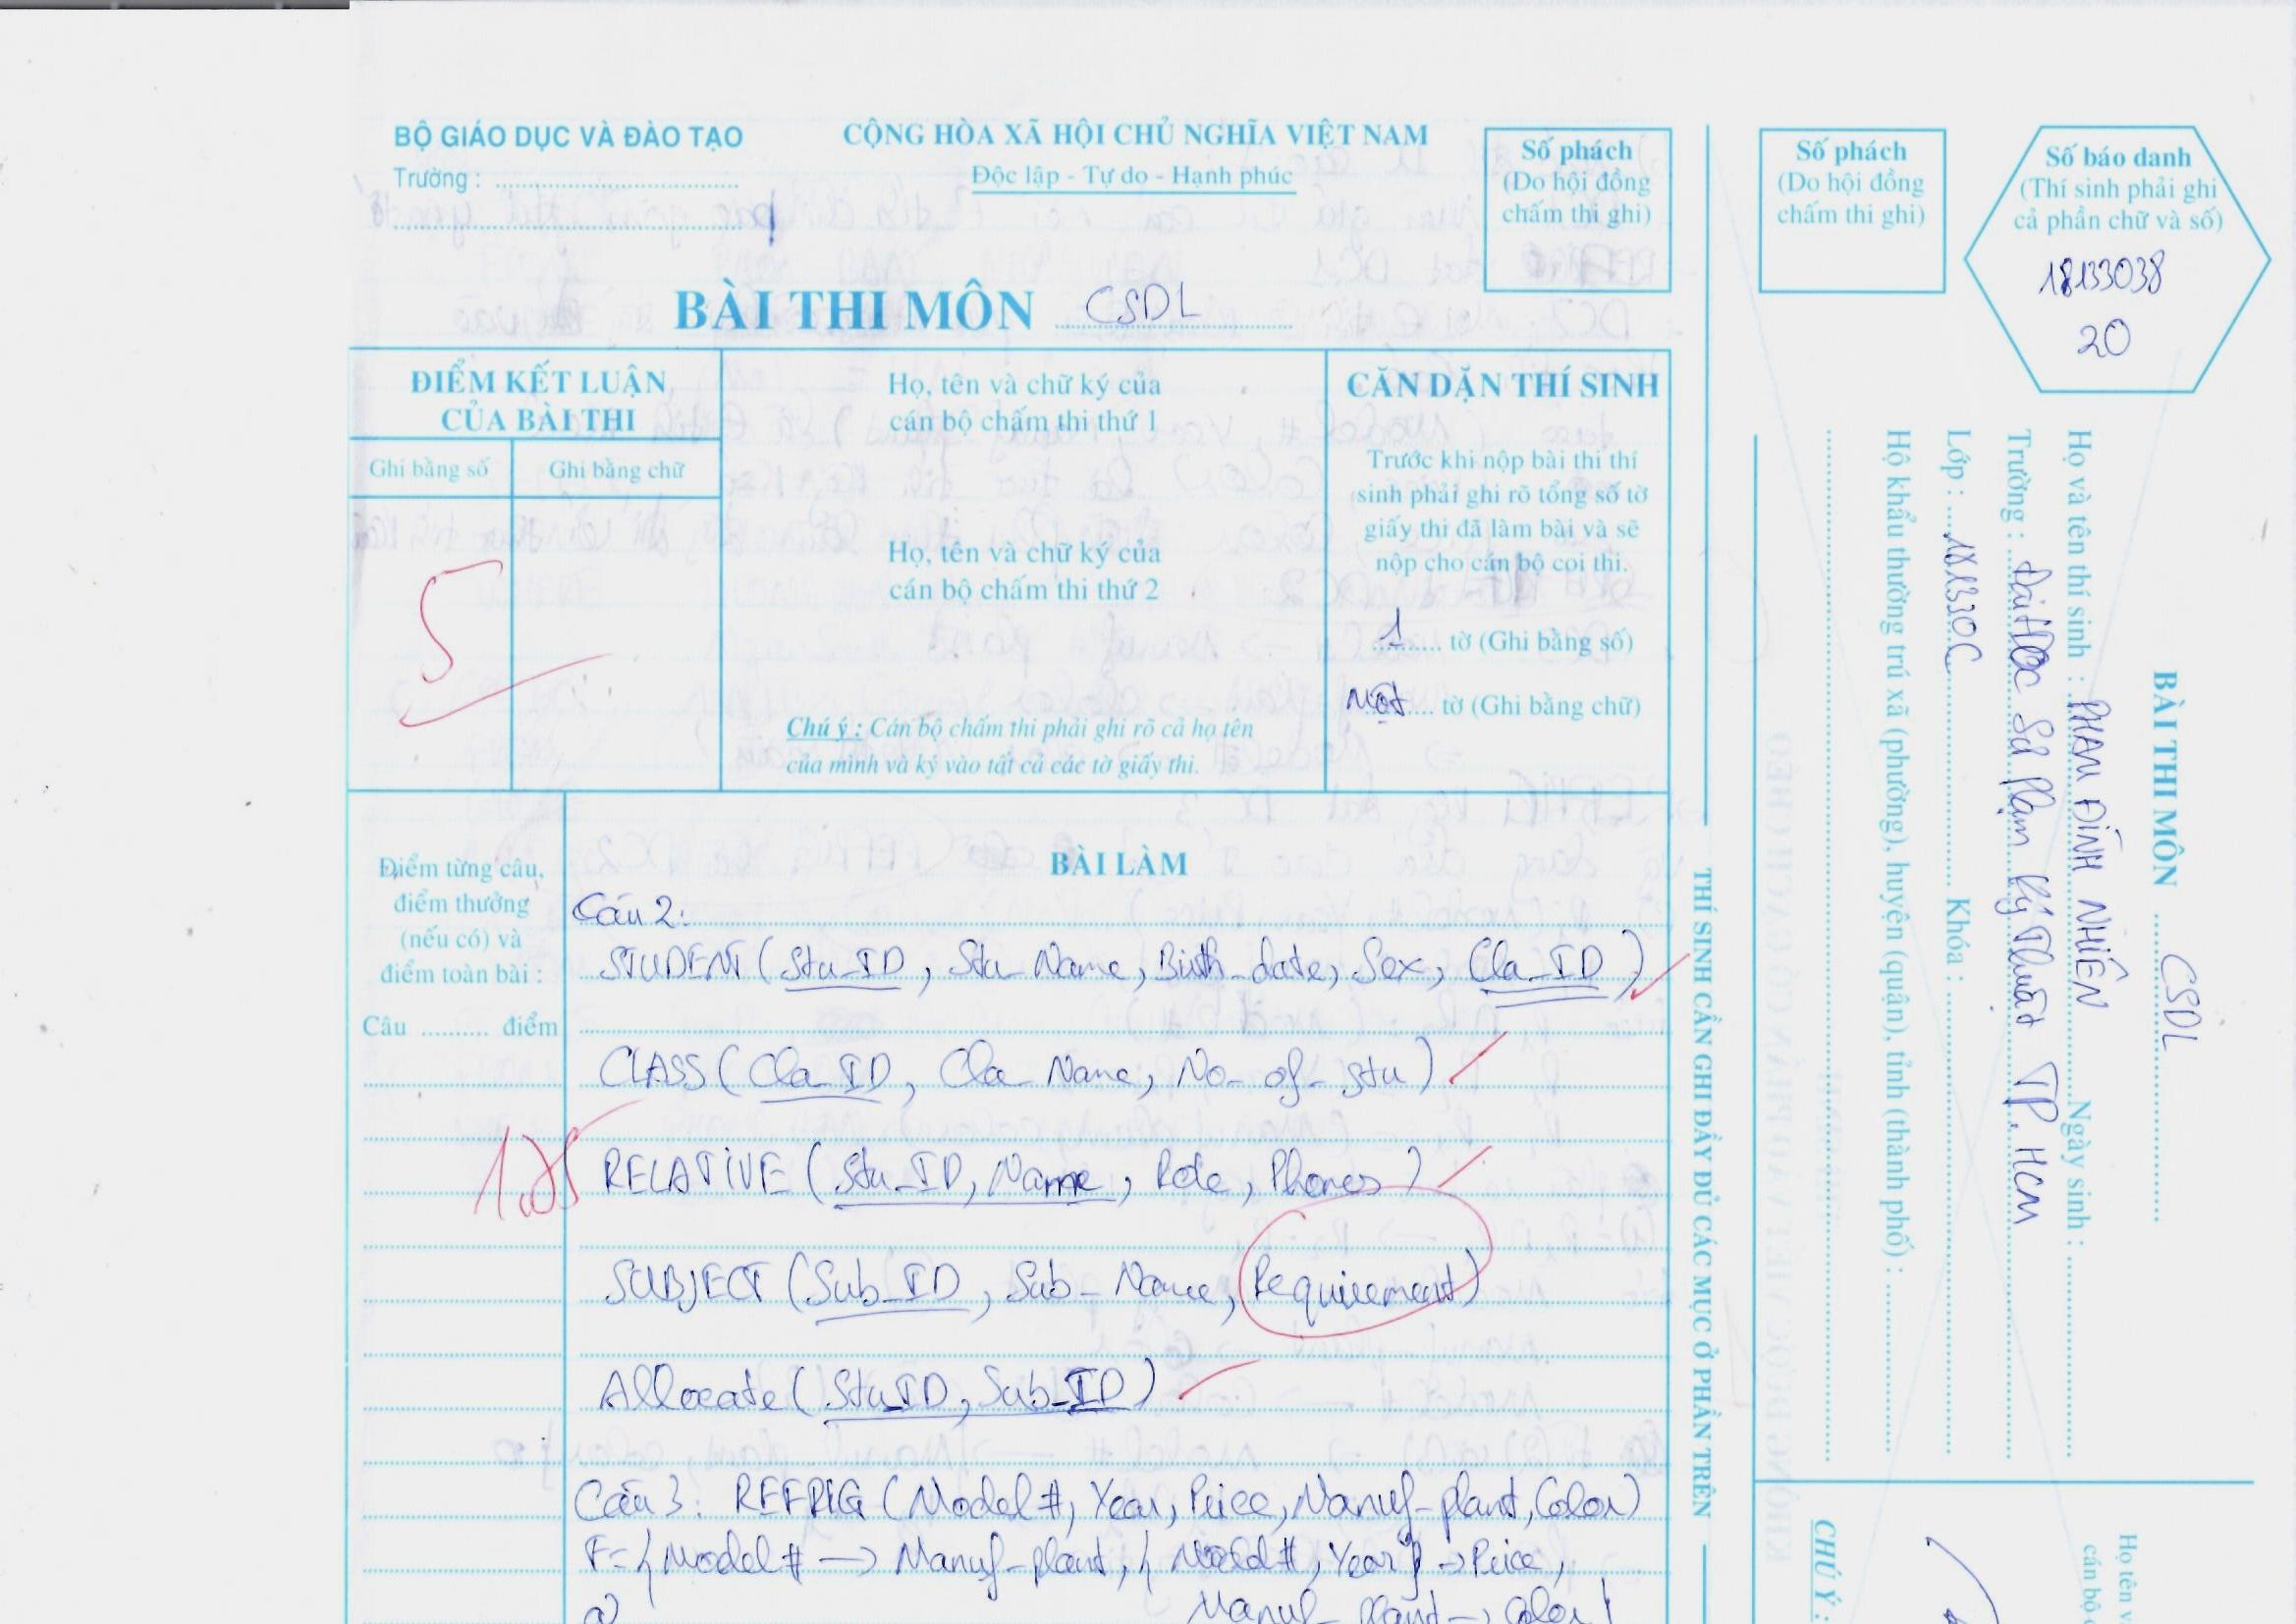 BỘ GIÁO DỤC VÀ ĐÀO TẠO
Trường :
CỘNG HÒA XÃ HỘI CHỦ NGHĨA VIỆT NAM
Độc lập - Tự do - Hạnh phúc
Số phách
(Do hội đồng
chấm thi ghi)
BÀI THI MÔN CSDL
ĐIỂM KẾT LUẬN
CỦA BÀI THI
Ghi bằng số
Ghi bằng chữ
5
Họ, tên và chữ ký của
cán bộ chấm thi thứ 1
Họ, tên và chữ ký của
cán bộ chấm thi thứ 2
Chú ý : Cán bộ chấm thi phải ghi rõ cả họ tên
của mình và ký vào tất cả các tờ giấy thi.
CĂN DẶN THÍ SINH
Trước khi nộp bài thi thí
sinh phải ghi rõ tổng số tờ
giấy thi đã làm bài và sẽ
nộp cho cán bộ coi thi.
1 tờ (Ghi bằng số)
Một tờ (Ghi bằng chữ)
Điểm từng câu,
điểm thưởng
(nếu có) và
điểm toàn bài :
Câu .......... điểm
BÀI LÀM
Câu 2:
STUDENT (Stu_ID, Stu_Name, Birth_date, Sex, Cla_ID)
CLASS (Cla_ID, Cla_Name, No_of_stu)
RELATIVE (Stu_ID, Name, Role, Phones)
SUBJECT (Sub_ID, Sub_Name, Requirement)
Allocate (Stu_ID, Sub_ID)
Câu 3: REFRIG (Model #, Year, Price, Manuf_plant, Color)
F = { Model # -> Manuf_plant, { Model #, Year } -> Price,
a) Manuf_plant -> Color }
THÍ SINH CẦN GHI ĐẦY ĐỦ CÁC MỤC Ở PHẦN TRÊN
Số phách
(Do hội đồng
chấm thi ghi)
Số báo danh
(Thí sinh phải ghi
cả phần chữ và số)
18133038
20
BÀI THI MÔN CSDL
Họ và tên thí sinh : PHAN ĐÌNH NHIÊN Ngày sinh :
Trường : Đại Học Sư Phạm Kỹ Thuật TP. HCM
Lớp : 181330C Khóa :
Hộ khẩu thường trú xã (phường), huyện (quận), tỉnh (thành phố) :
Họ tên
cán bộ
CHÚ Ý :